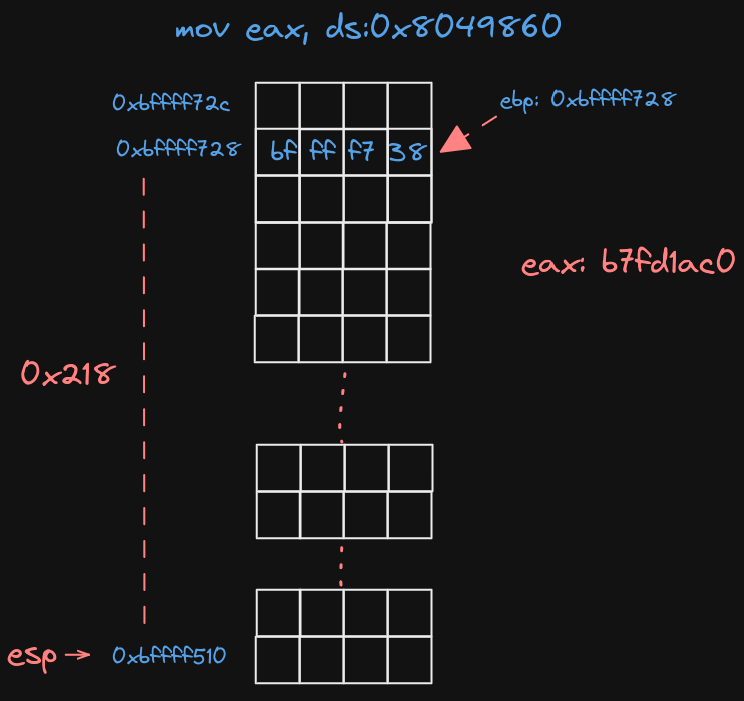 mov eax, ds:0x8049860
0xbffff72c
ebp: 0xbffff728
0xbffff728
bf ff f7 38
eax: b7fd1ac0
0x218
esp → 0xbffff510